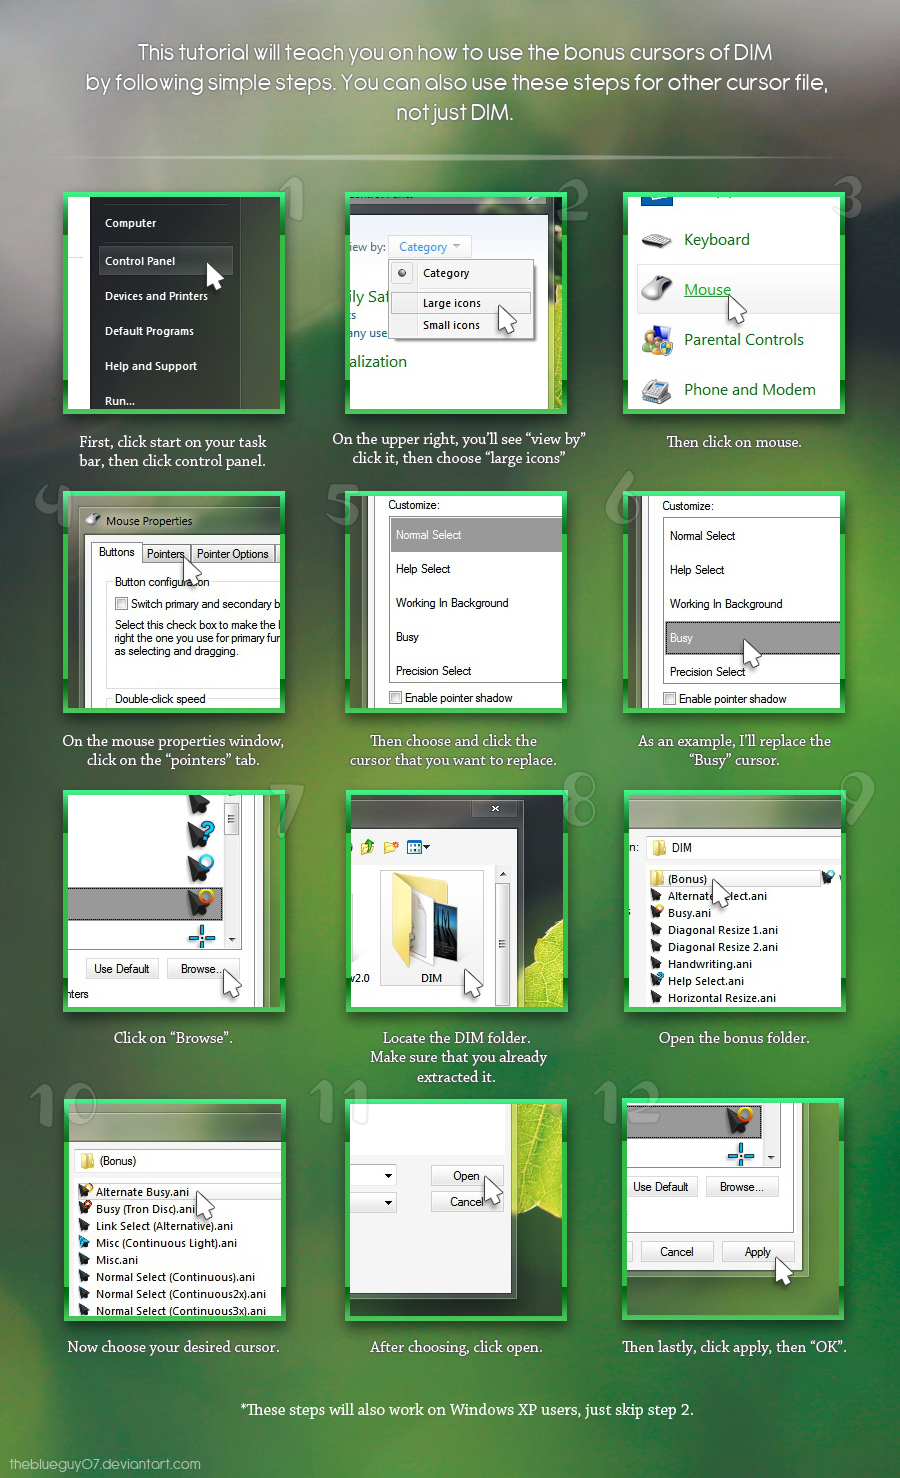 This tutorial will teach you on how to use the bonus cursors of DIM
by following simple steps. You can also use these steps for other cursor file,
not just DIM.
1
Computer
Control Panel
Devices and Printers
Default Programs
Help and Support
Run...
First, click start on your task
bar, then click control panel.
2
iew by: Category
Category
Large icons
Small icons
ily Saf
ts
any use
alization
On the upper right, you'll see "view by"
click it, then choose "large icons"
3
Keyboard
Mouse
Parental Controls
Phone and Modem
Then click on mouse.
4
Mouse Properties
Buttons Pointers Pointer Options
Button configuration
Switch primary and secondary b
Select this check box to make the
right the one you use for primary fun
as selecting and dragging.
Double-click speed
On the mouse properties window,
click on the "pointers" tab.
5
Customize:
Normal Select
Help Select
Working In Background
Busy
Precision Select
Enable pointer shadow
Then choose and click the
cursor that you want to replace.
6
Customize:
Normal Select
Help Select
Working In Background
Busy
Precision Select
Enable pointer shadow
As an example, I'll replace the
"Busy" cursor.
7
Use Default Browse...
nters
Click on "Browse".
8
v2.0 DIM
Locate the DIM folder.
Make sure that you already
extracted it.
9
n: DIM
(Bonus)
Alternate Select.ani
Busy.ani
Diagonal Resize 1.ani
Diagonal Resize 2.ani
Handwriting.ani
Help Select.ani
Horizontal Resize.ani
Open the bonus folder.
10
(Bonus)
Alternate Busy.ani
Busy (Tron Disc).ani
Link Select (Alternative).ani
Misc (Continuous Light).ani
Misc.ani
Normal Select (Continuous).ani
Normal Select (Continuous2x).ani
Normal Select (Continuous3x).ani
Now choose your desired cursor.
11
Open
Cancel
After choosing, click open.
12
Use Default Browse...
Cancel Apply
Then lastly, click apply, then "OK".
*These steps will also work on Windows XP users, just skip step 2.
theblueguy07.deviantart.com